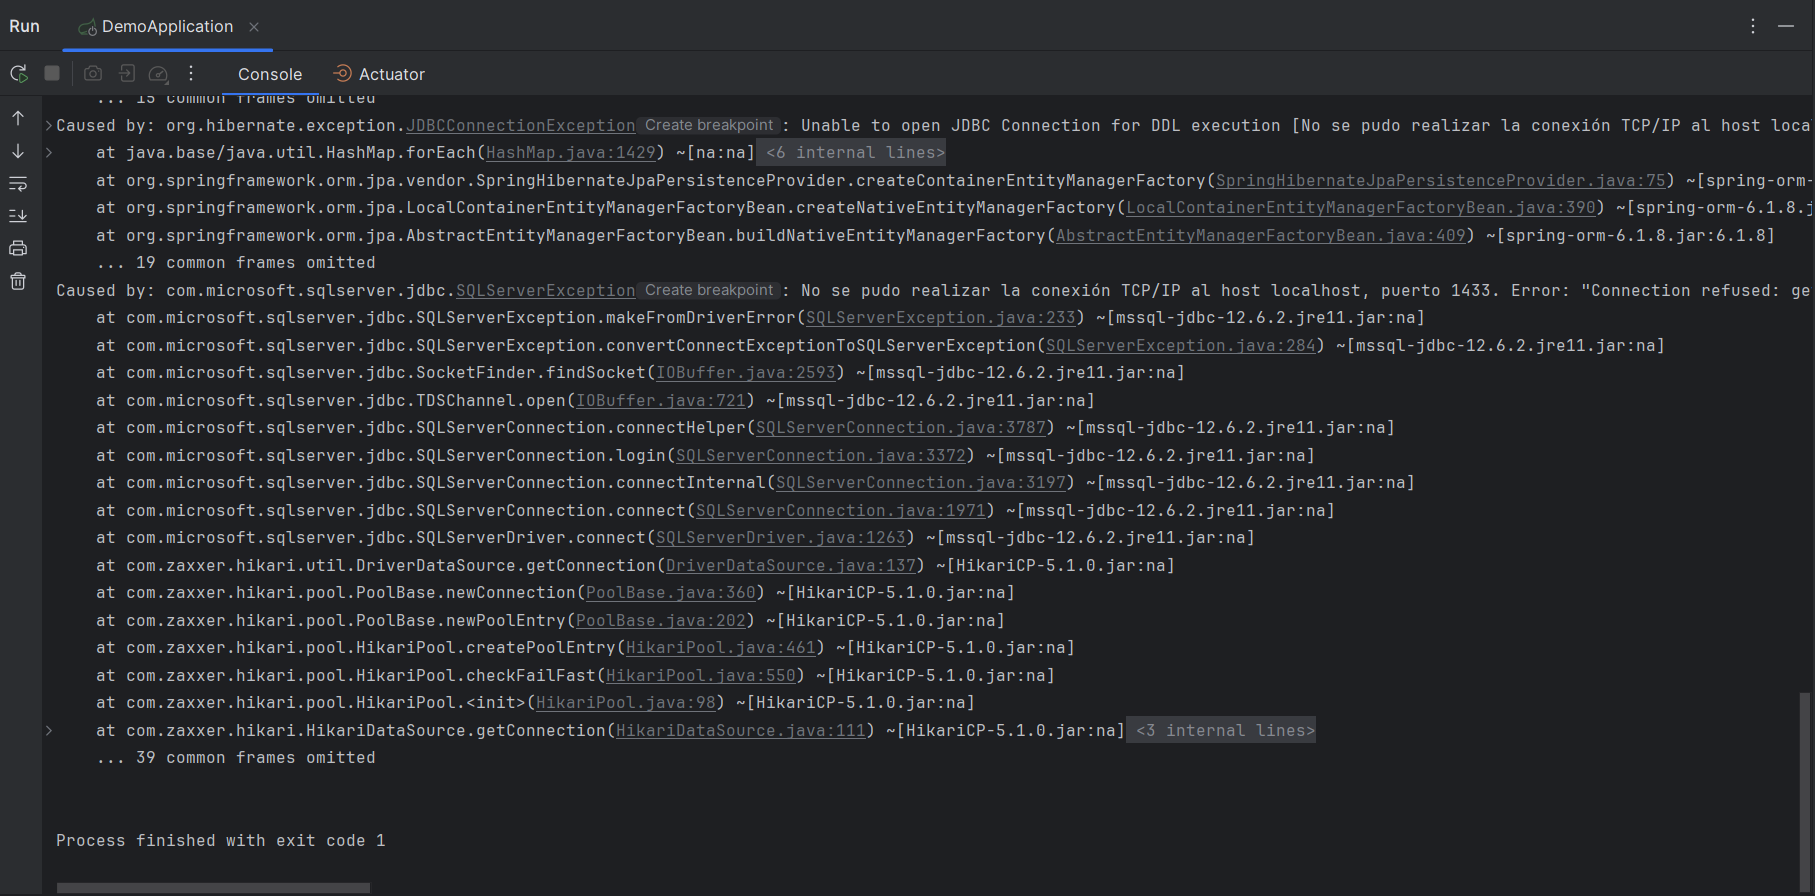 Run DemoApplication
Console Actuator
... 15 common frames omitted
Caused by: org.hibernate.exception.JDBCConnectionException Create breakpoint : Unable to open JDBC Connection for DDL execution [No se pudo realizar la conexión TCP/IP al host loca
at java.base/java.util.HashMap.forEach(HashMap.java:1429) ~[na:na] <6 internal lines>
at org.springframework.orm.jpa.vendor.SpringHibernateJpaPersistenceProvider.createContainerEntityManagerFactory(SpringHibernateJpaPersistenceProvider.java:75) ~[spring-orm-
at org.springframework.orm.jpa.LocalContainerEntityManagerFactoryBean.createNativeEntityManagerFactory(LocalContainerEntityManagerFactoryBean.java:390) ~[spring-orm-6.1.8.j
at org.springframework.orm.jpa.AbstractEntityManagerFactoryBean.buildNativeEntityManagerFactory(AbstractEntityManagerFactoryBean.java:409) ~[spring-orm-6.1.8.jar:6.1.8]
... 19 common frames omitted
Caused by: com.microsoft.sqlserver.jdbc.SQLServerException Create breakpoint : No se pudo realizar la conexión TCP/IP al host localhost, puerto 1433. Error: "Connection refused: ge
at com.microsoft.sqlserver.jdbc.SQLServerException.makeFromDriverError(SQLServerException.java:233) ~[mssql-jdbc-12.6.2.jre11.jar:na]
at com.microsoft.sqlserver.jdbc.SQLServerException.convertConnectExceptionToSQLServerException(SQLServerException.java:284) ~[mssql-jdbc-12.6.2.jre11.jar:na]
at com.microsoft.sqlserver.jdbc.SocketFinder.findSocket(IOBuffer.java:2593) ~[mssql-jdbc-12.6.2.jre11.jar:na]
at com.microsoft.sqlserver.jdbc.TDSChannel.open(IOBuffer.java:721) ~[mssql-jdbc-12.6.2.jre11.jar:na]
at com.microsoft.sqlserver.jdbc.SQLServerConnection.connectHelper(SQLServerConnection.java:3787) ~[mssql-jdbc-12.6.2.jre11.jar:na]
at com.microsoft.sqlserver.jdbc.SQLServerConnection.login(SQLServerConnection.java:3372) ~[mssql-jdbc-12.6.2.jre11.jar:na]
at com.microsoft.sqlserver.jdbc.SQLServerConnection.connectInternal(SQLServerConnection.java:3197) ~[mssql-jdbc-12.6.2.jre11.jar:na]
at com.microsoft.sqlserver.jdbc.SQLServerConnection.connect(SQLServerConnection.java:1971) ~[mssql-jdbc-12.6.2.jre11.jar:na]
at com.microsoft.sqlserver.jdbc.SQLServerDriver.connect(SQLServerDriver.java:1263) ~[mssql-jdbc-12.6.2.jre11.jar:na]
at com.zaxxer.hikari.util.DriverDataSource.getConnection(DriverDataSource.java:137) ~[HikariCP-5.1.0.jar:na]
at com.zaxxer.hikari.pool.PoolBase.newConnection(PoolBase.java:360) ~[HikariCP-5.1.0.jar:na]
at com.zaxxer.hikari.pool.PoolBase.newPoolEntry(PoolBase.java:202) ~[HikariCP-5.1.0.jar:na]
at com.zaxxer.hikari.pool.HikariPool.createPoolEntry(HikariPool.java:461) ~[HikariCP-5.1.0.jar:na]
at com.zaxxer.hikari.pool.HikariPool.checkFailFast(HikariPool.java:550) ~[HikariCP-5.1.0.jar:na]
at com.zaxxer.hikari.pool.HikariPool.<init>(HikariPool.java:98) ~[HikariCP-5.1.0.jar:na]
at com.zaxxer.hikari.HikariDataSource.getConnection(HikariDataSource.java:111) ~[HikariCP-5.1.0.jar:na] <3 internal lines>
... 39 common frames omitted
Process finished with exit code 1